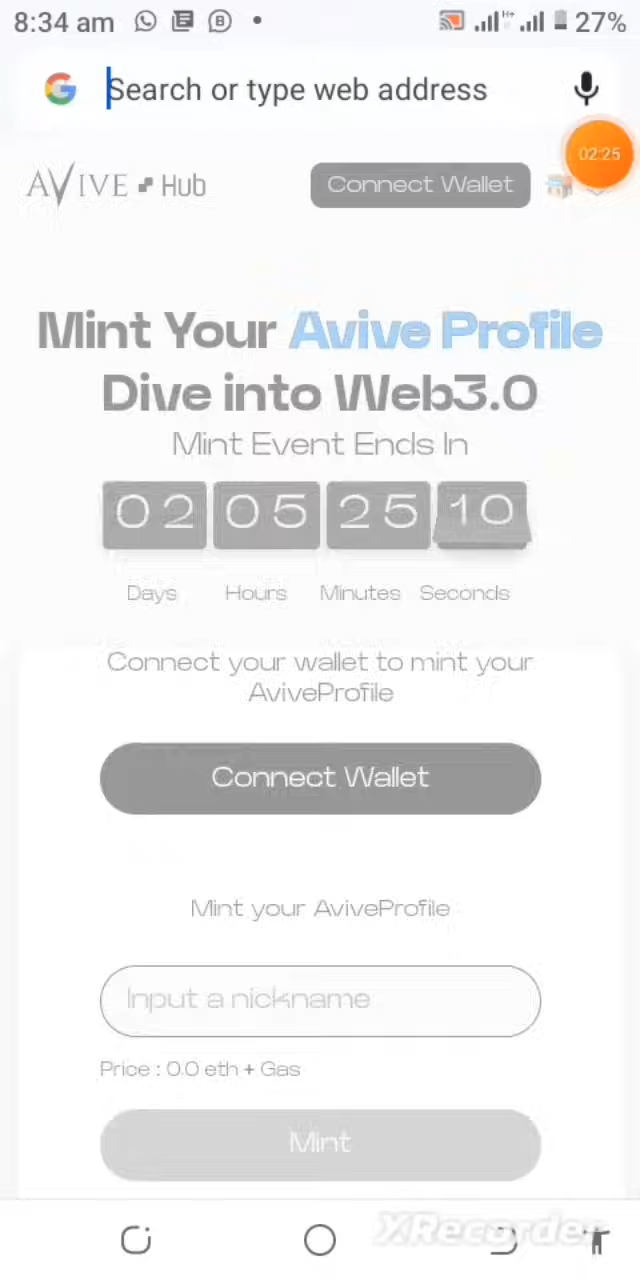 8:34 am H+ 27%
Search or type web address
02:25
AVIVE Hub Connect Wallet
Mint Your Avive Profile
Dive into Web3.0
Mint Event Ends In
02 05 25 10
Days Hours Minutes Seconds
Connect your wallet to mint your
AviveProfile
Connect Wallet
Mint your AviveProfile
Input a nickname
Price : 0.0 eth + Gas
Mint
XRecorder